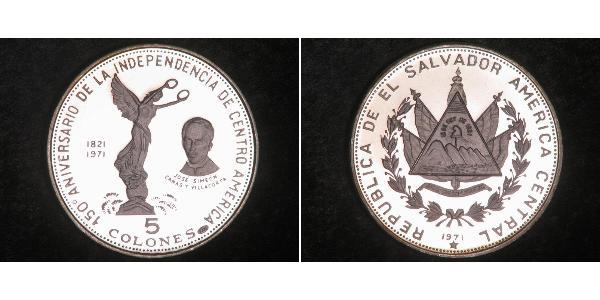 150º ANIVERSARIO DE LA INDEPENDENCIA DE CENTRO AMERICA
1821
1971
JOSE SIMEON
CAÑAS Y VILLACORTA
5
COLONES
REPUBLICA DE EL SALVADOR AMERICA CENTRAL
1971